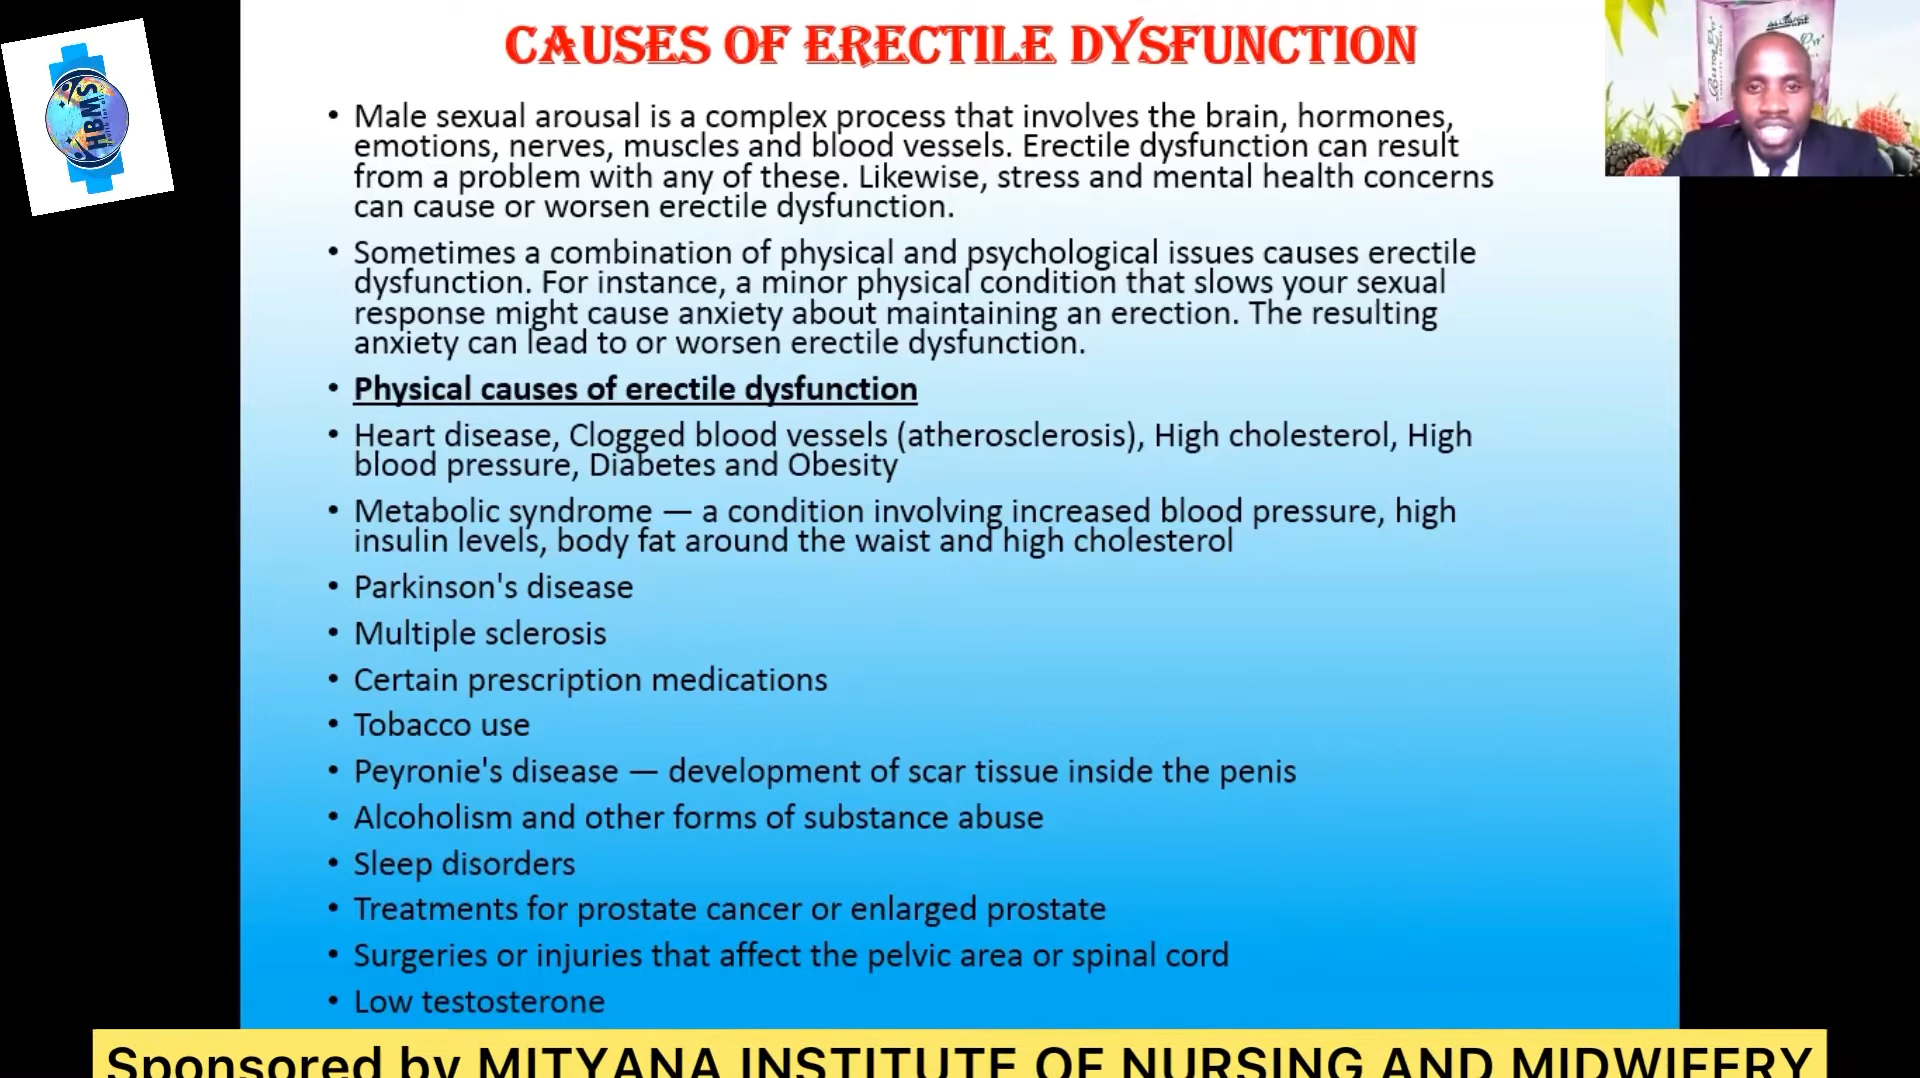 CAUSES OF ERECTILE DYSFUNCTION
HBMS
• Male sexual arousal is a complex process that involves the brain, hormones,
emotions, nerves, muscles and blood vessels. Erectile dysfunction can result
from a problem with any of these. Likewise, stress and mental health concerns
can cause or worsen erectile dysfunction.
• Sometimes a combination of physical and psychological issues causes erectile
dysfunction. For instance, a minor physical condition that slows your sexual
response might cause anxiety about maintaining an erection. The resulting
anxiety can lead to or worsen erectile dysfunction.
• Physical causes of erectile dysfunction
• Heart disease, Clogged blood vessels (atherosclerosis), High cholesterol, High
blood pressure, Diabetes and Obesity
• Metabolic syndrome — a condition involving increased blood pressure, high
insulin levels, body fat around the waist and high cholesterol
• Parkinson's disease
• Multiple sclerosis
• Certain prescription medications
• Tobacco use
• Peyronie's disease — development of scar tissue inside the penis
• Alcoholism and other forms of substance abuse
• Sleep disorders
• Treatments for prostate cancer or enlarged prostate
• Surgeries or injuries that affect the pelvic area or spinal cord
• Low testosterone
Sponsored by MITYANA INSTITUTE OF NURSING AND MIDWIFERY